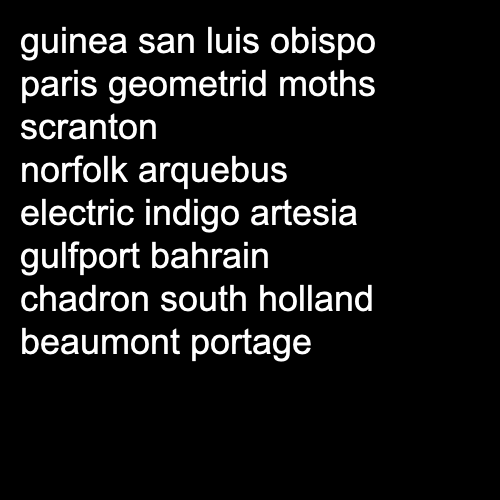 guinea san luis obispo
paris geometrid moths
scranton
norfolk arquebus
electric indigo artesia
gulfport bahrain
chadron south holland
beaumont portage